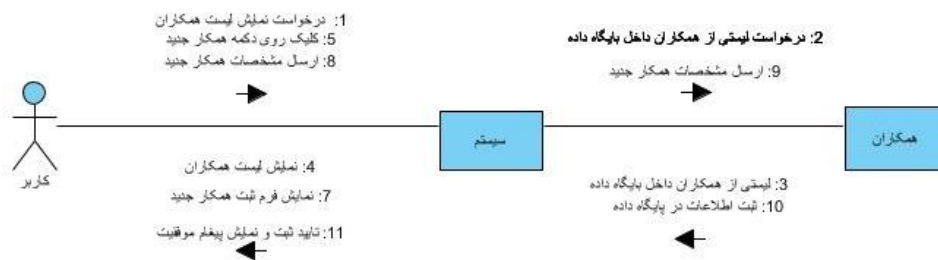 1: درخواست نمایش لیست همکاران
5: کلیک روی دکمه همکار جدید
8: ارسال مشخصات همکار جدید
2: درخواست لیستی از همکاران داخل بایگاه داده
9: ارسال مشخصات همکار جدید
کاربر
سیستم
همکاران
4: نمایش لیست همکاران
7: نمایش فرم ثبت همکار جدید
11: تایید ثبت و نمایش پیغام موفقیت
3: لیستی از همکاران داخل بایگاه داده
10: ثبت اطلاعات در پایگاه داده